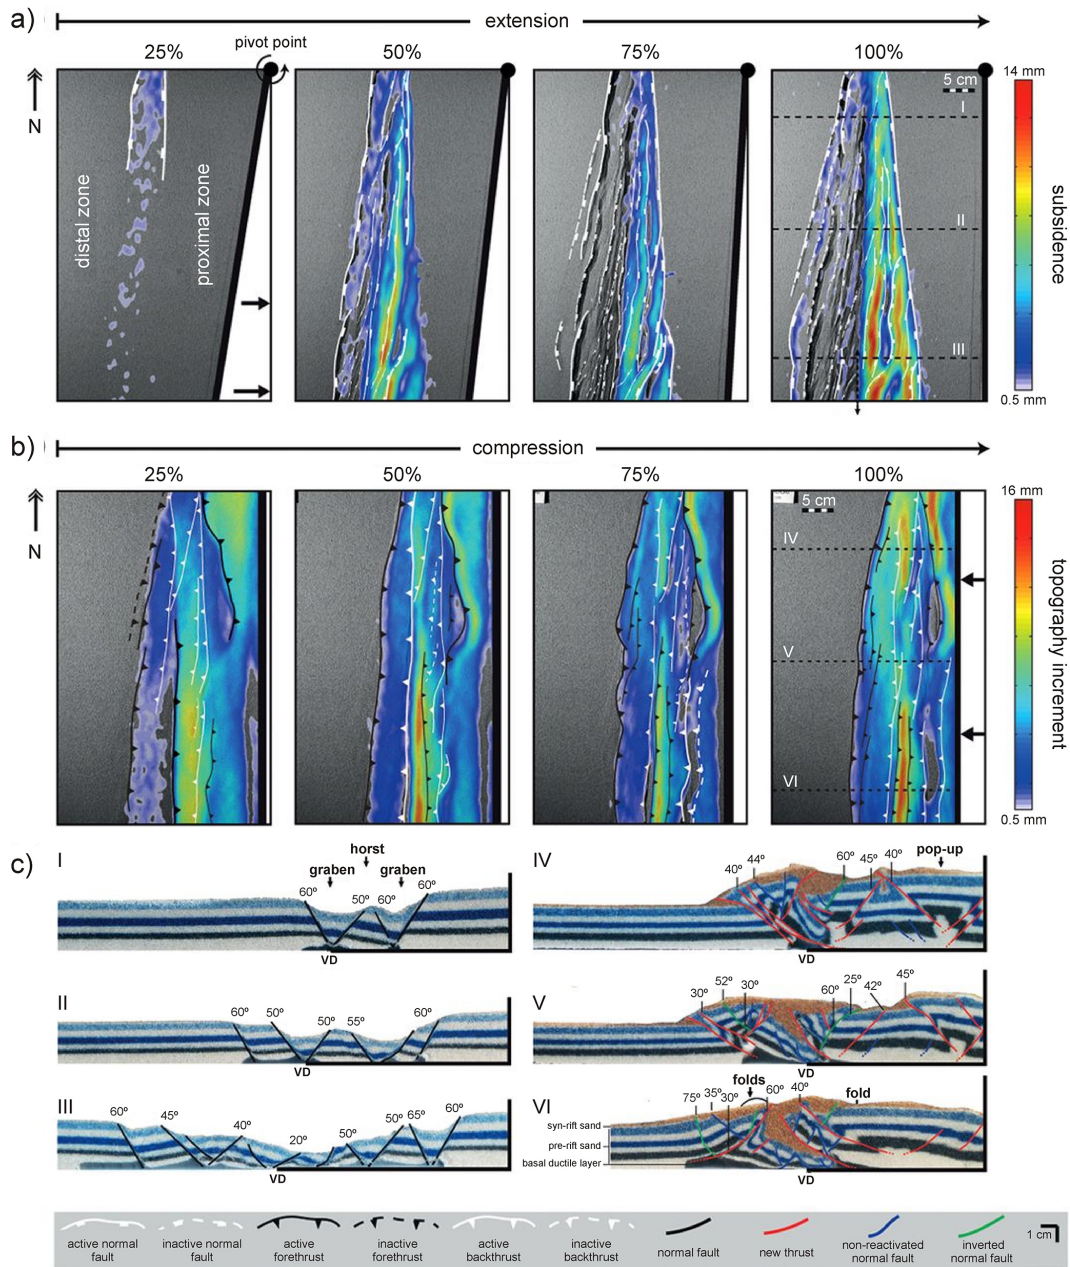 a)
extension
25%
pivot point
50%
75%
100%
N
distal zone
proximal zone
5 cm
I
II
III
14 mm
subsidence
0.5 mm
b)
compression
25%
50%
75%
100%
N
5 cm
IV
V
VI
16 mm
topography increment
0.5 mm
c)
I
horst
graben
graben
60º
50º
60º
60º
VD
II
60º
50º
50º
55º
60º
VD
III
60º
45º
40º
20º
50º
50º
65º
60º
VD
IV
40º
44º
60º
45º
40º
pop-up
VD
V
30º
52º
30º
60º
25º
42º
45º
VD
VI
folds
fold
75º
35º
30º
60º
40º
syn-rift sand
pre-rift sand
basal ductile layer
VD
active normal fault
inactive normal fault
active forethrust
inactive forethrust
active backthrust
inactive backthrust
normal fault
new thrust
non-reactivated normal fault
inverted normal fault
1 cm